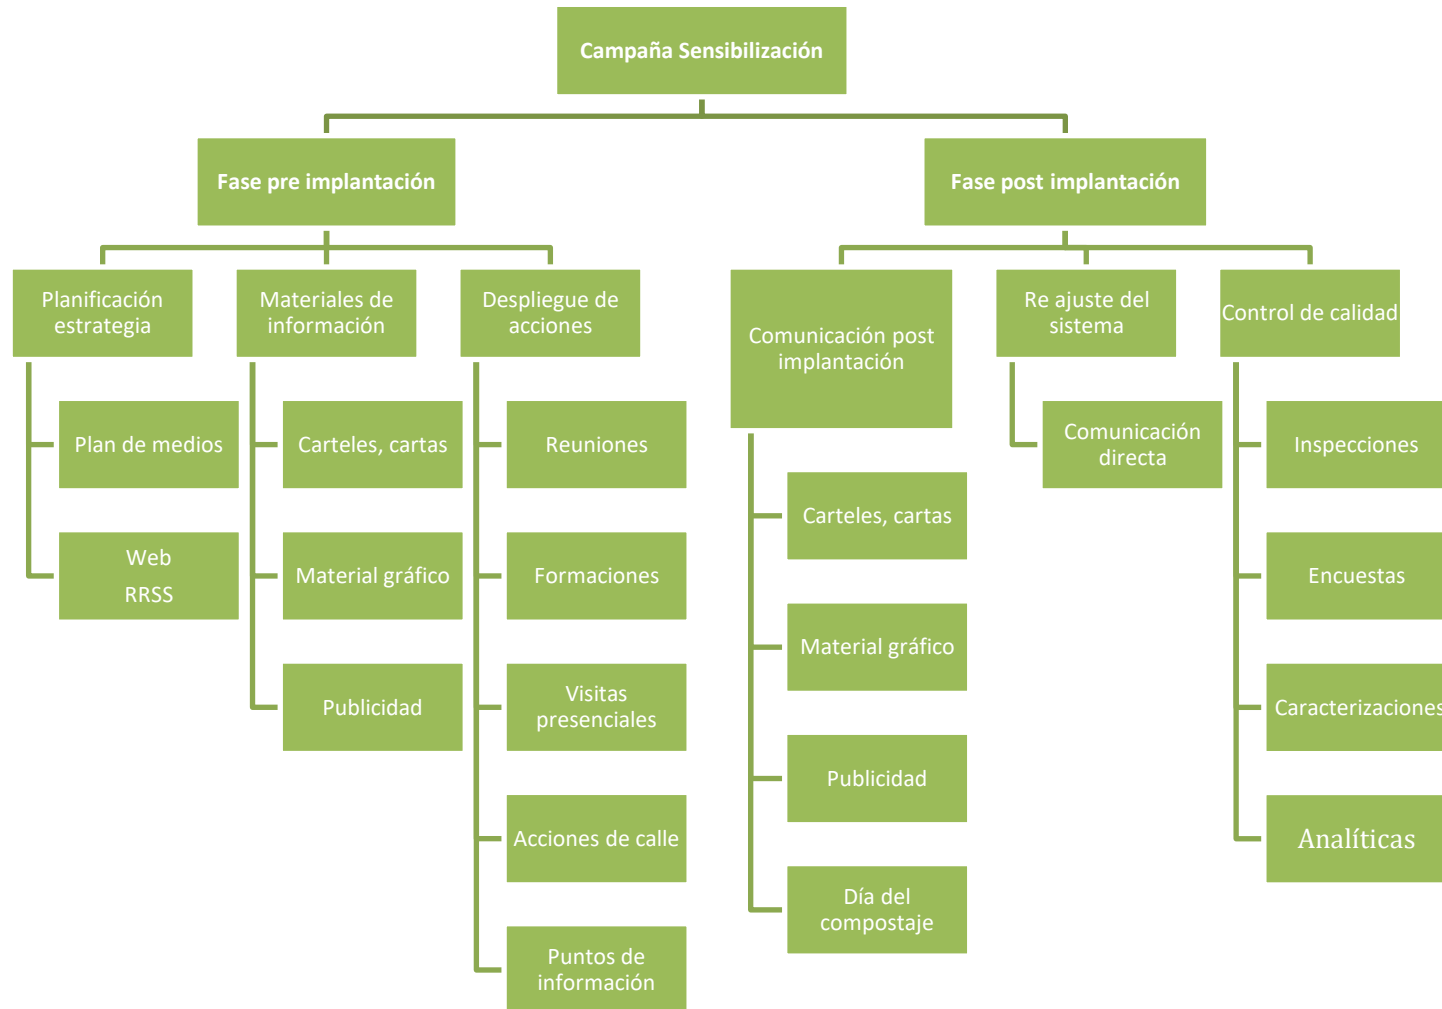 Campaña Sensibilización
Fase pre implantación
Fase post implantación
Planificación
estrategia
Materiales de
información
Despliegue de
acciones
Comunicación post
implantación
Re ajuste del
sistema
Control de calidad
Plan de medios
Web
RRSS
Carteles, cartas
Material gráfico
Publicidad
Reuniones
Formaciones
Visitas
presenciales
Acciones de calle
Puntos de
información
Carteles, cartas
Material gráfico
Publicidad
Día del
compostaje
Comunicación
directa
Inspecciones
Encuestas
Caracterizaciones
Analíticas